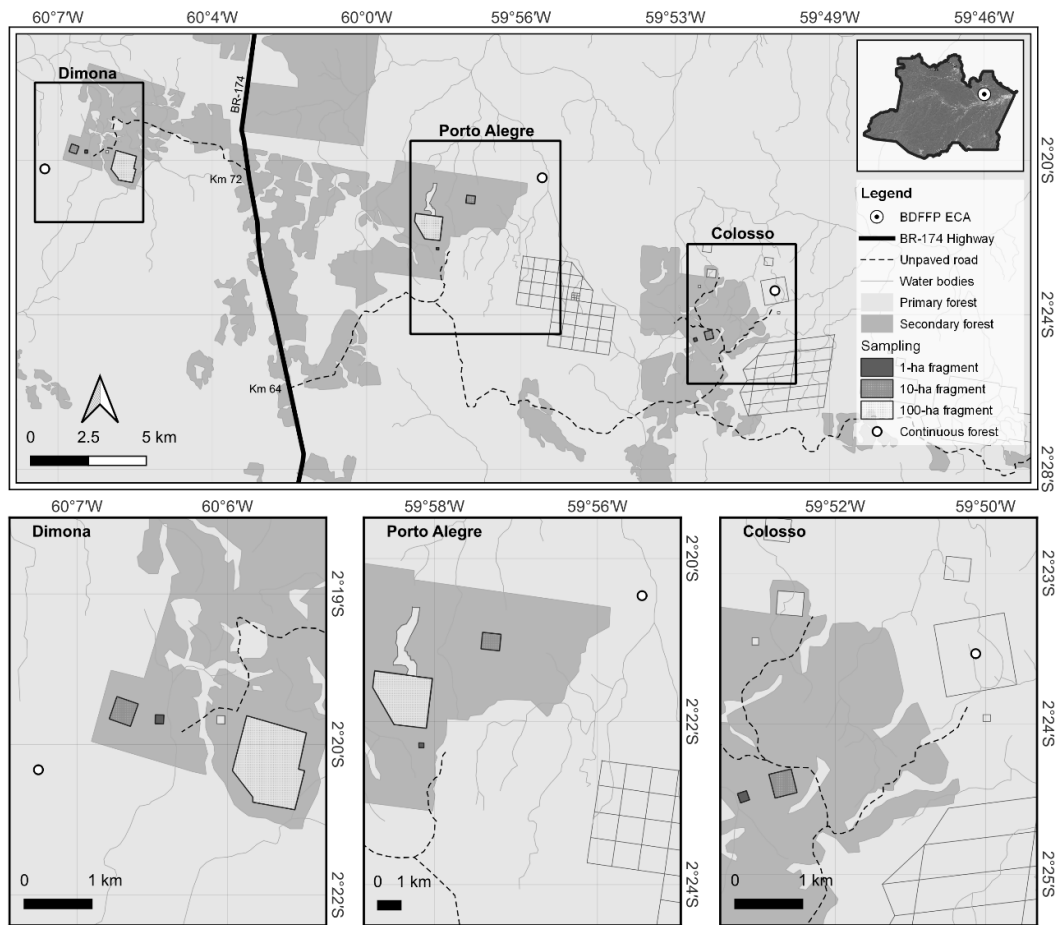 60°7'W 60°4'W 60°0'W 59°56'W 59°53'W 59°49'W 59°46'W
Dimona
BR-174
Porto Alegre
Km 72
Colosso
Km 64
0 2.5 5 km
2°20'S
2°24'S
2°28'S
Legend
BDFFP ECA
BR-174 Highway
Unpaved road
Water bodies
Primary forest
Secondary forest
Sampling
1-ha fragment
10-ha fragment
100-ha fragment
Continuous forest
60°7'W 60°6'W
Dimona
2°19'S
2°20'S
2°22'S
0 1 km
59°58'W 59°56'W
Porto Alegre
2°20'S
2°22'S
2°24'S
0 1 km
59°52'W 59°50'W
Colosso
2°23'S
2°24'S
2°25'S
0 1 km